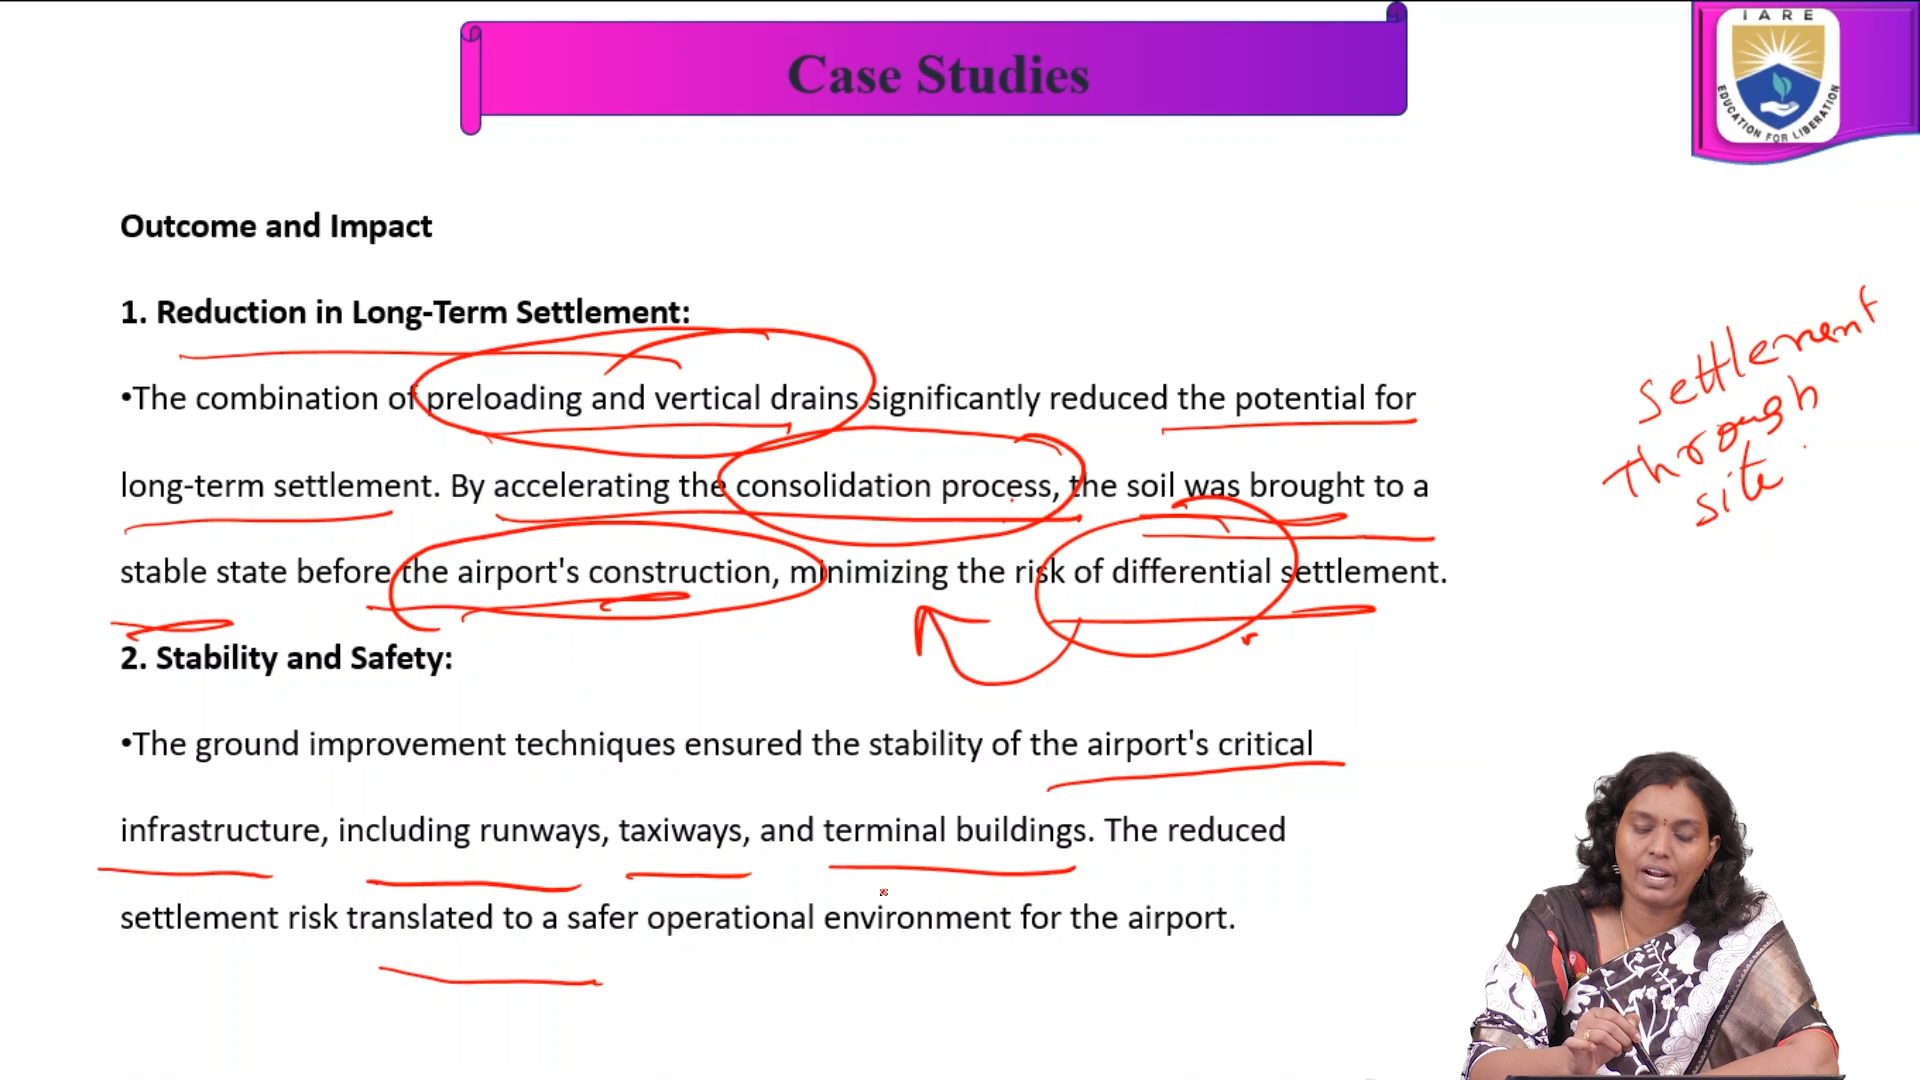 Case Studies
IARE
EDUCATION FOR LIBERATION
Outcome and Impact
1. Reduction in Long-Term Settlement:
•The combination of preloading and vertical drains significantly reduced the potential for
long-term settlement. By accelerating the consolidation process, the soil was brought to a
stable state before the airport's construction, minimizing the risk of differential settlement.
2. Stability and Safety:
•The ground improvement techniques ensured the stability of the airport's critical
infrastructure, including runways, taxiways, and terminal buildings. The reduced
settlement risk translated to a safer operational environment for the airport.
Settlement
Through
site.